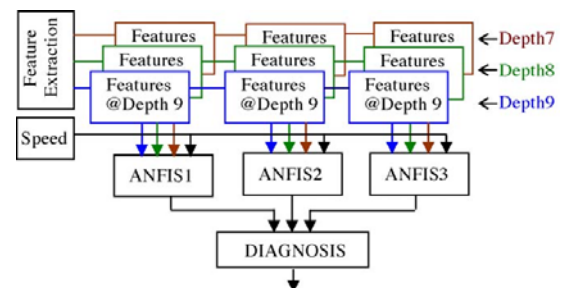 Feature
Extraction
Features
Features
Features
Depth7
Features
Features
Features
Depth8
Features
@Depth 9
Features
@Depth 9
Features
@Depth 9
Depth9
Speed
ANFIS1
ANFIS2
ANFIS3
DIAGNOSIS